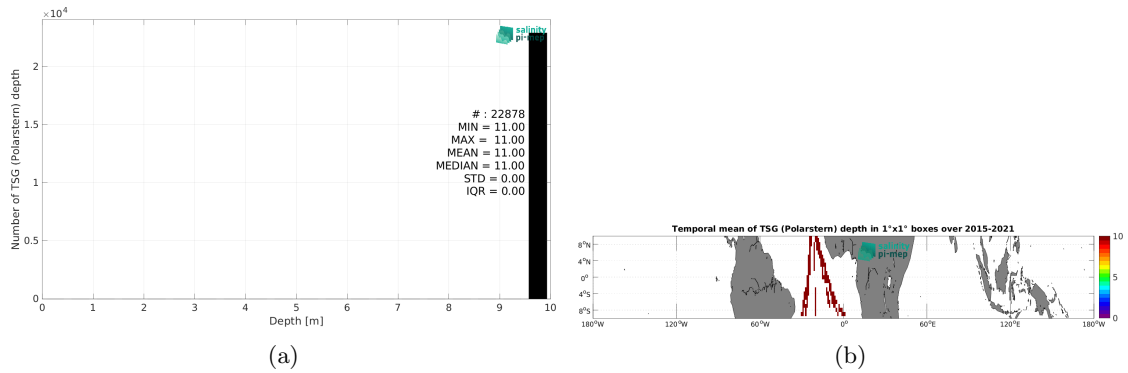 ×10⁴
salinity
pi-mep
2
1.5
1
0.5
0
Number of TSG (Polarstern) depth
# : 22878
MIN = 11.00
MAX = 11.00
MEAN = 11.00
MEDIAN = 11.00
STD = 0.00
IQR = 0.00
0 1 2 3 4 5 6 7 8 9 10
Depth [m]
(a)
Temporal mean of TSG (Polarstern) depth in 1°x1° boxes over 2015-2021
salinity
pi-mep
8°N
4°N
0°
4°S
8°S
180°W 120°W 60°W 0° 60°E 120°E 180°W
10
5
0
(b)